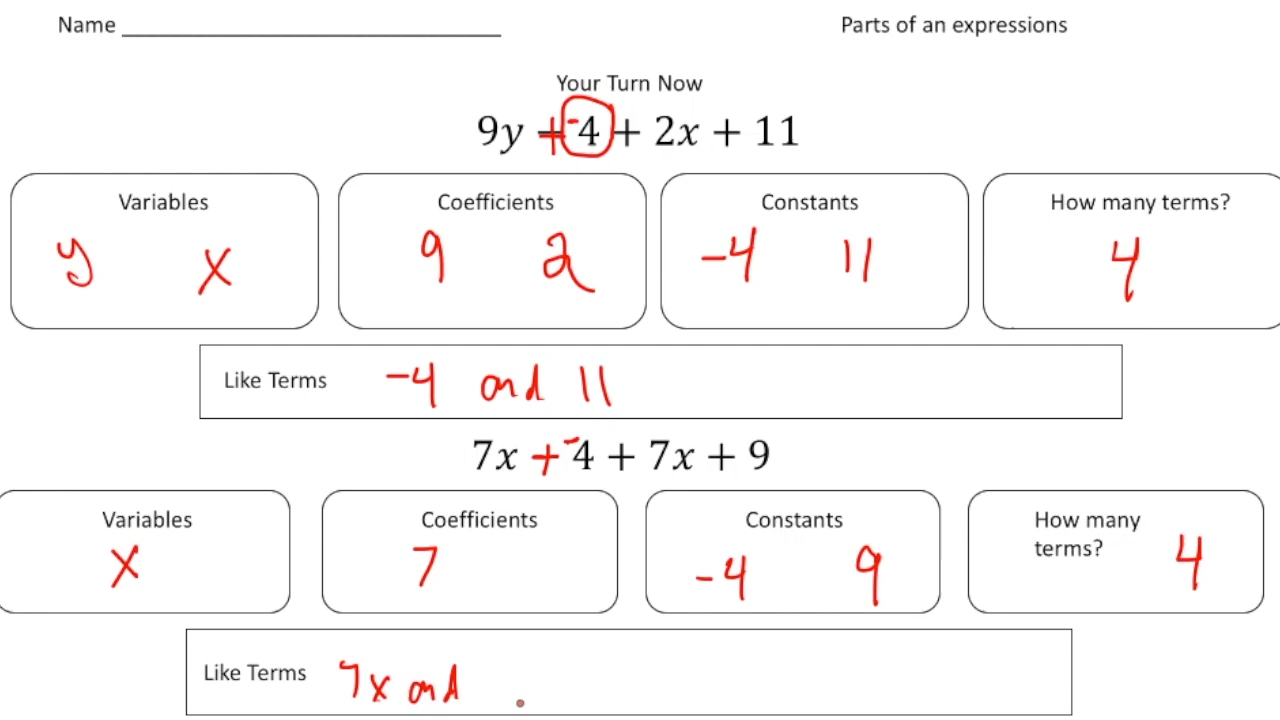 Name ______________________________ Parts of an expressions
Your Turn Now
9y + -4 + 2x + 11
Variables Coefficients Constants How many terms?
y x 9 2 -4 11 4
Like Terms -4 and 11
7x + -4 + 7x + 9
Variables Coefficients Constants How many
terms?
x 7 -4 9 4
Like Terms 7x and